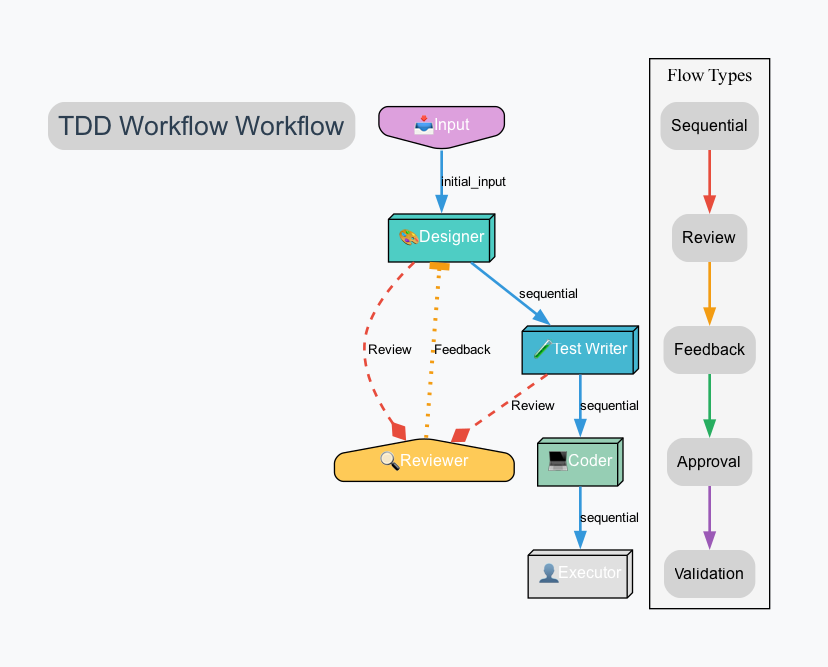 TDD Workflow Workflow
Input
initial_input
Designer
sequential
Review
Feedback
Test Writer
Review
sequential
Reviewer
Coder
sequential
Executor
Flow Types
Sequential
Review
Feedback
Approval
Validation